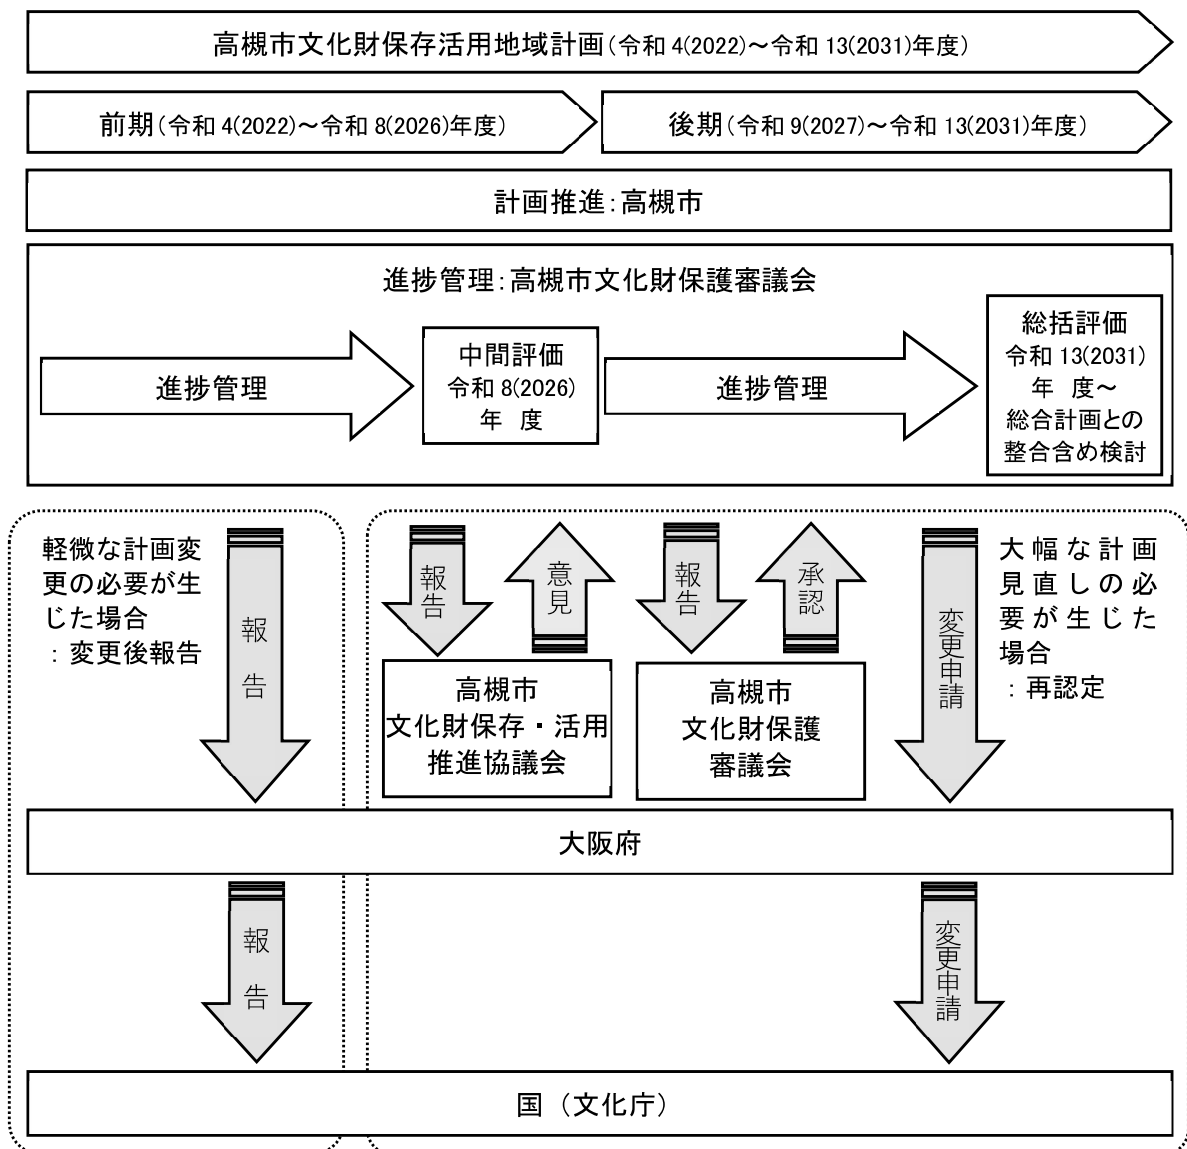 高槻市文化財保存活用地域計画(令和4(2022)～令和13(2031)年度)
前期(令和4(2022)～令和8(2026)年度)
後期(令和9(2027)～令和13(2031)年度)
計画推進:高槻市
進捗管理:高槻市文化財保護審議会
進捗管理
中間評価
令和8(2026)
年 度
進捗管理
総括評価
令和13(2031)
年 度～
総合計画との
整合含め検討
軽微な計画変
更の必要が生
じた場合
:変更後報告
報告
報告
意見
報告
承認
変更申請
大幅な計画
見直しの必
要が生じた
場合
:再認定
高槻市
文化財保存・活用
推進協議会
高槻市
文化財保護
審議会
大阪府
報告
変更申請
国(文化庁)